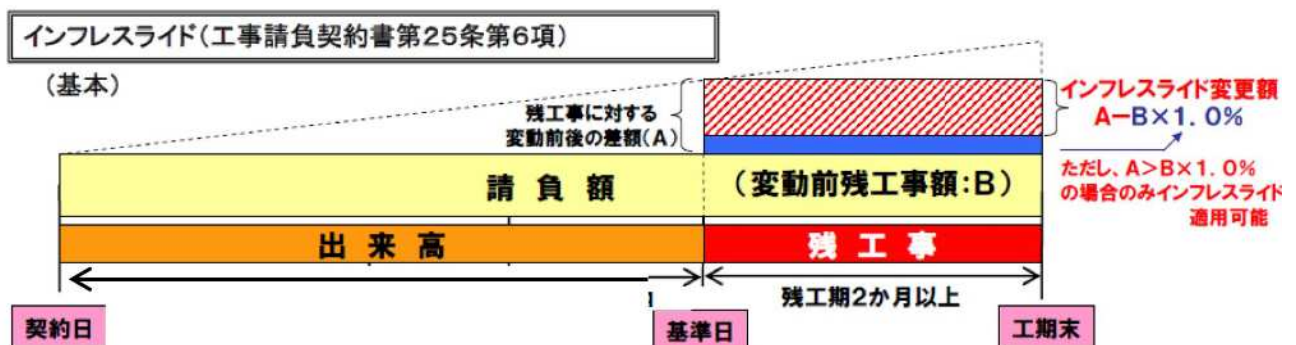 インフレスライド(工事請負契約書第25条第6項)
(基本)
残工事に対する
変動前後の差額(A)
インフレスライド変更額
A-B×1.0%
ただし、A>B×1.0%
の場合のみインフレスライド
適用可能
請負額
(変動前残工事額:B)
出来高
残工事
残工期2か月以上
契約日
基準日
工期末